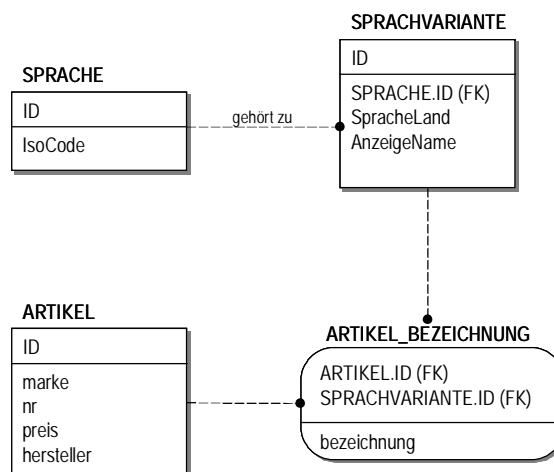 SPRACHVARIANTE
ID
SPRACHE.ID (FK)
SpracheLand
AnzeigeName
SPRACHE
ID
IsoCode
gehört zu
ARTIKEL
ID
marke
nr
preis
hersteller
ARTIKEL_BEZEICHNUNG
ARTIKEL.ID (FK)
SPRACHVARIANTE.ID (FK)
bezeichnung